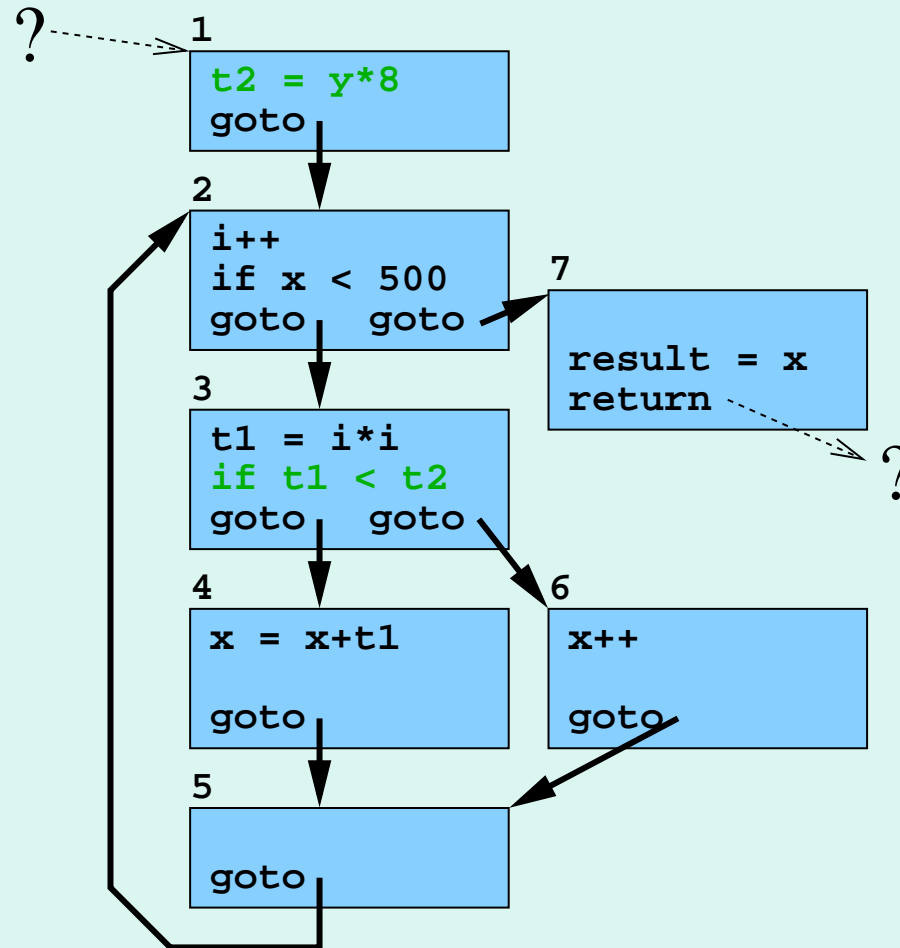 ?
1
t2 = y*8
goto
2
i++
if x < 500
goto goto
7
result = x
return
?
3
t1 = i*i
if t1 < t2
goto goto
4
x = x+t1
goto
6
x++
goto
5
goto